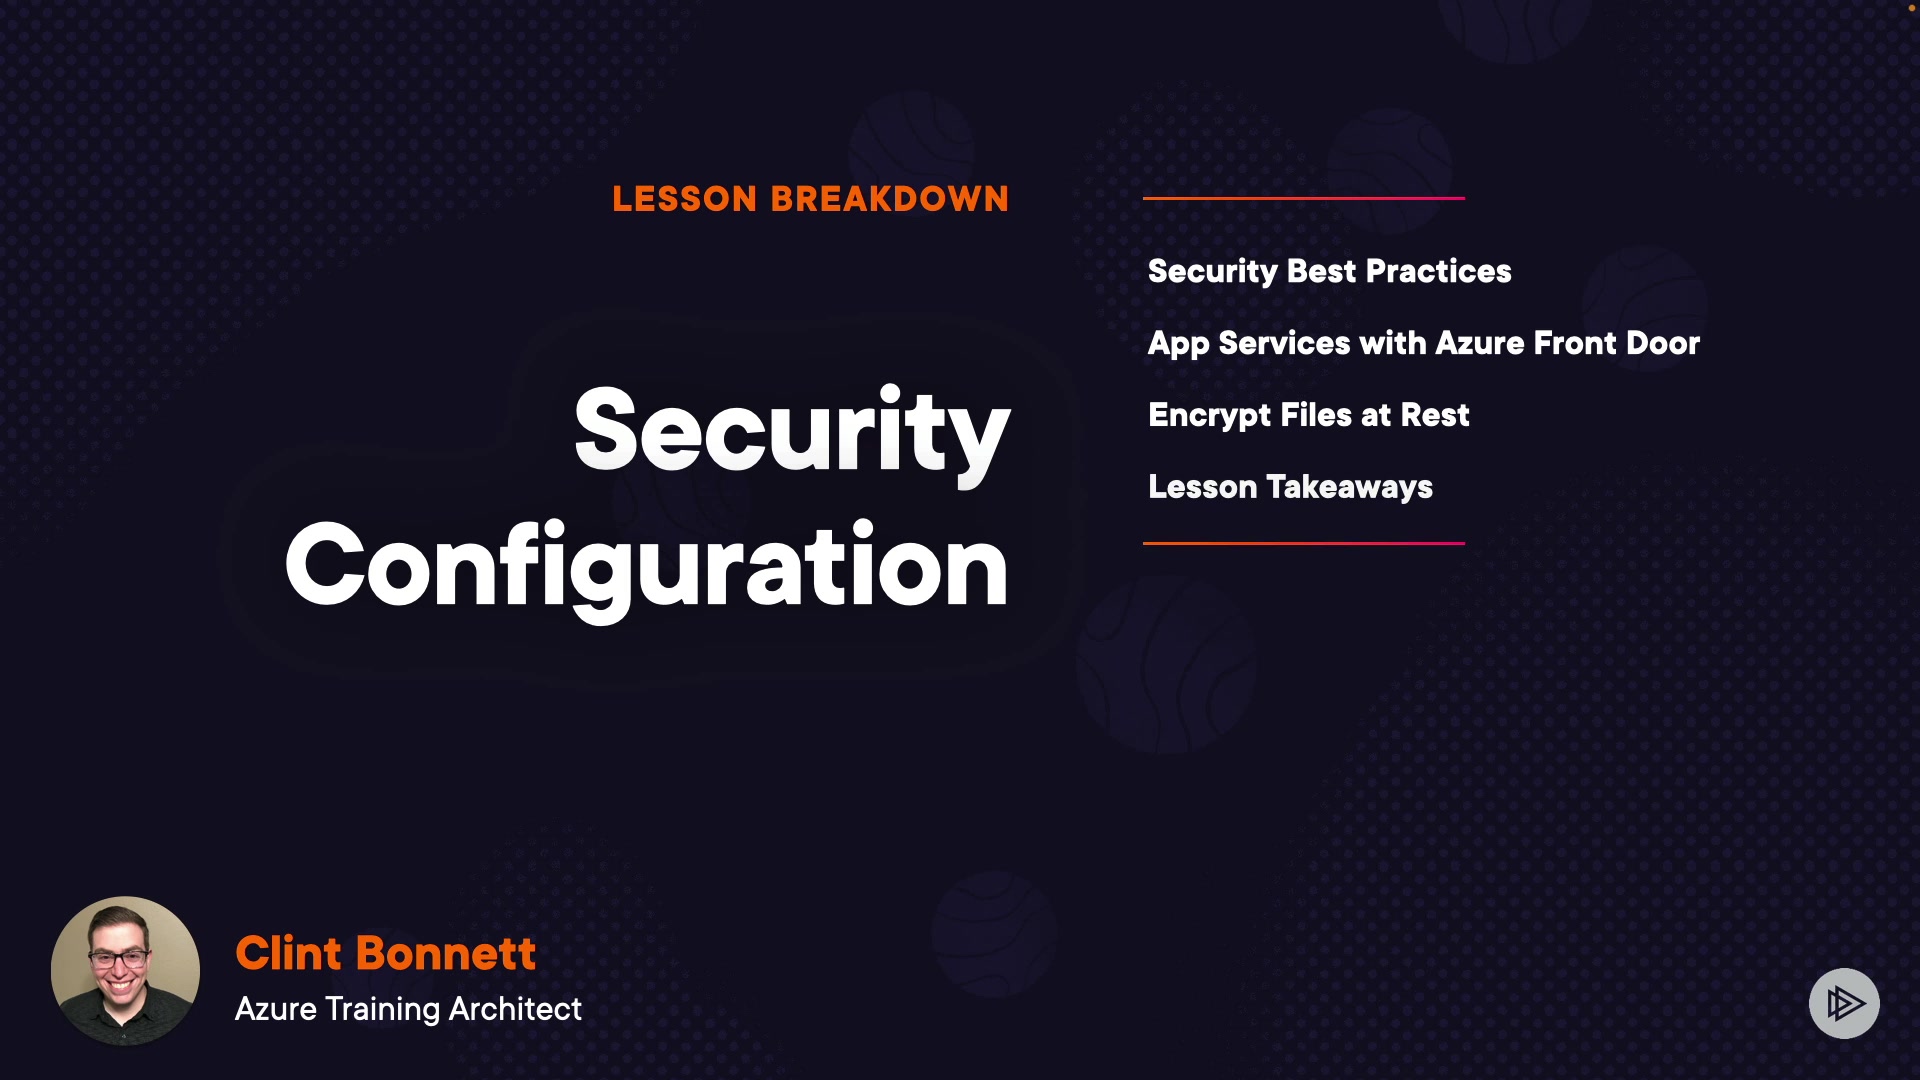 LESSON BREAKDOWN
Security
Configuration
Security Best Practices
App Services with Azure Front Door
Encrypt Files at Rest
Lesson Takeaways
Clint Bonnett
Azure Training Architect